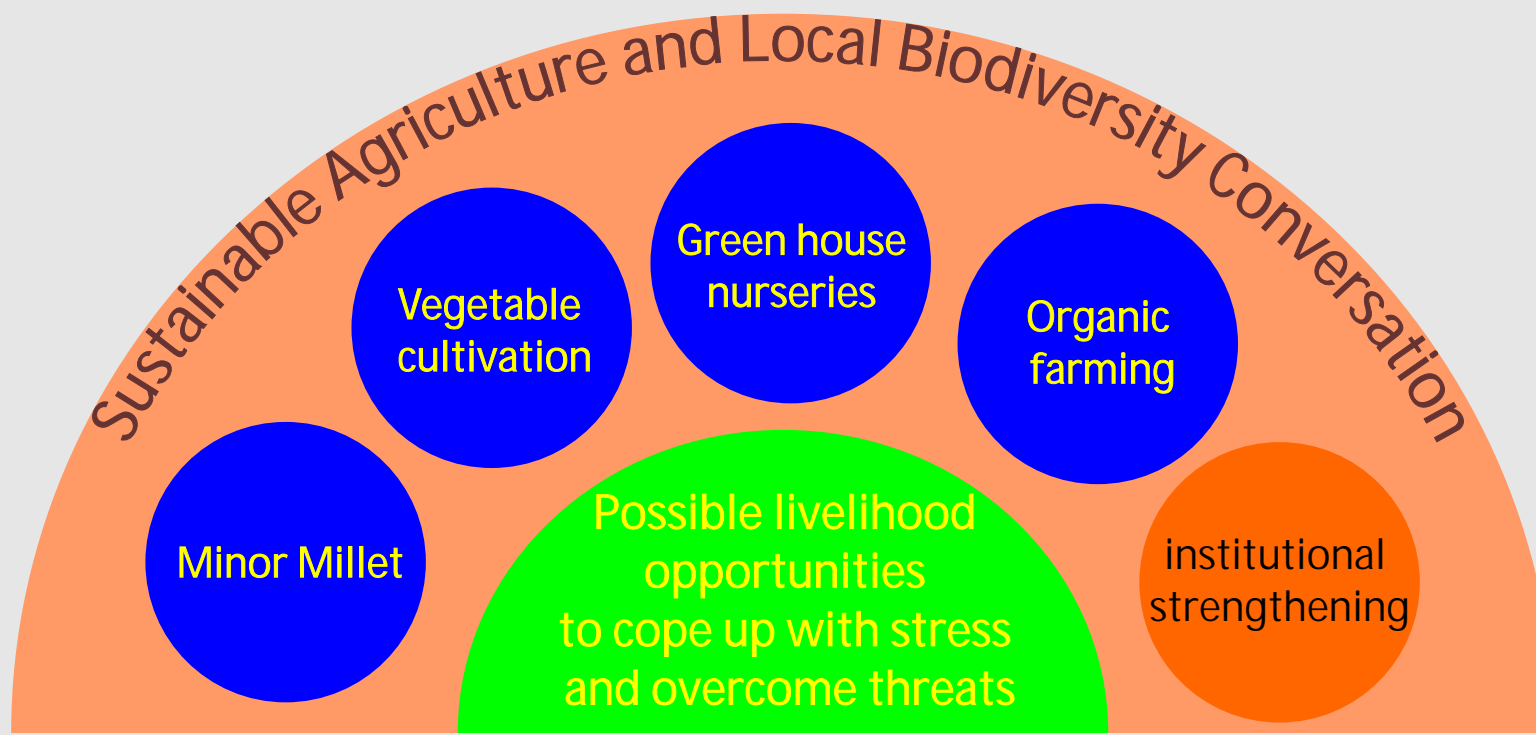 Sustainable Agriculture and Local Biodiversity Conversation
Minor Millet
Vegetable
cultivation
Green house
nurseries
Organic
farming
institutional
strengthening
Possible livelihood
opportunities
to cope up with stress
and overcome threats